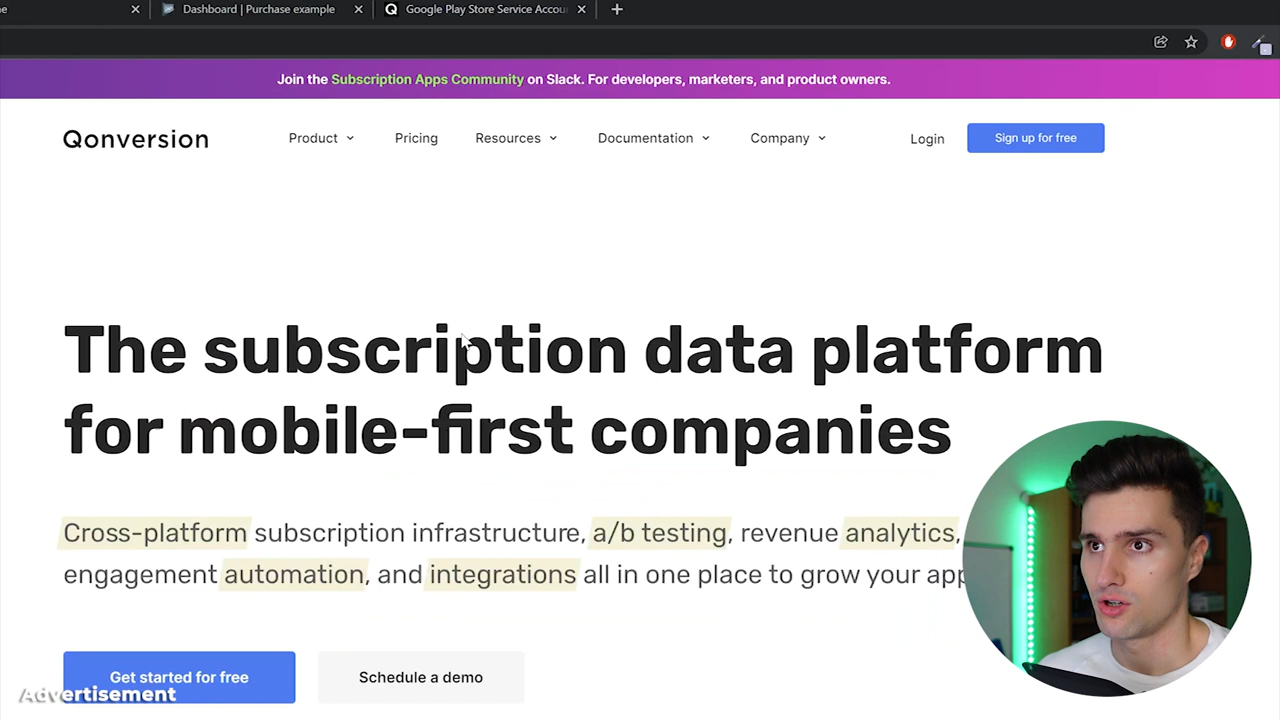 Dashboard | Purchase example
Google Play Store Service Accou
Join the Subscription Apps Community on Slack. For developers, marketers, and product owners.
Qonversion
Product
Pricing
Resources
Documentation
Company
Login
Sign up for free
The subscription data platform
for mobile-first companies
Cross-platform subscription infrastructure, a/b testing, revenue analytics,
engagement automation, and integrations all in one place to grow your app
Get started for free
Schedule a demo
Advertisement